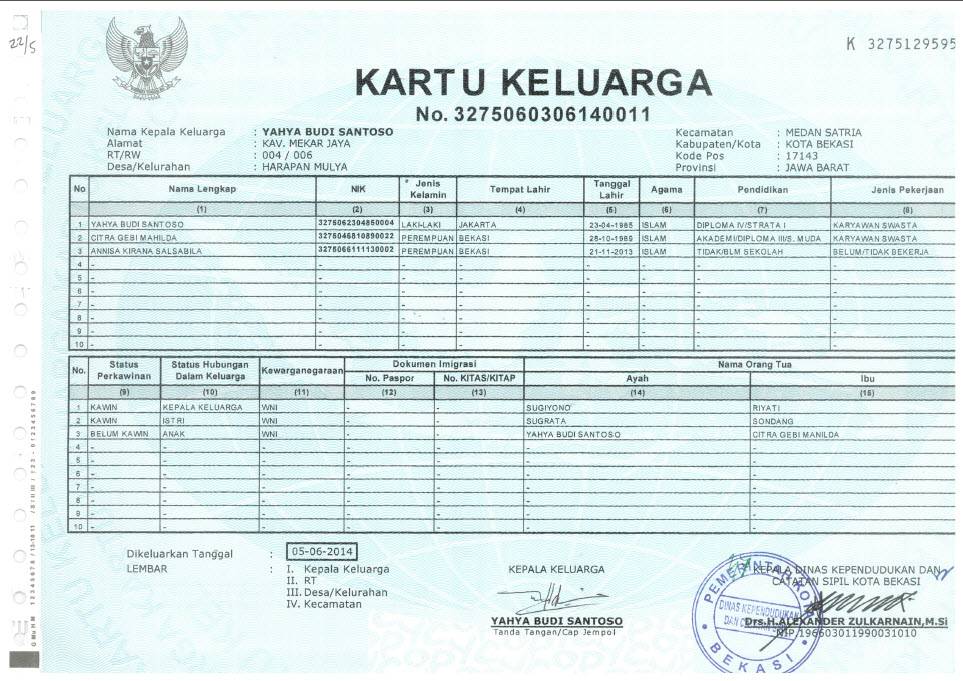 22/5
K 3275129595
KARTU KELUARGA
No. 3275060306140011
Nama Kepala Keluarga : YAHYA BUDI SANTOSO
Alamat : KAV. MEKAR JAYA
RT/RW : 004 / 006
Desa/Kelurahan : HARAPAN MULYA
Kecamatan : MEDAN SATRIA
Kabupaten/Kota : KOTA BEKASI
Kode Pos : 17143
Provinsi : JAWA BARAT
No Nama Lengkap NIK * Jenis Kelamin Tempat Lahir Tanggal Lahir Agama Pendidikan Jenis Pekerjaan
(1) (2) (3) (4) (5) (6) (7) (8)
1 YAHYA BUDI SANTOSO 3275062304850004 LAKI-LAKI JAKARTA 23-04-1985 ISLAM DIPLOMA IV/STRATA I KARYAWAN SWASTA
2 CITRA GEBI MAHILDA 3275046810890022 PEREMPUAN BEKASI 28-10-1989 ISLAM AKADEMI/DIPLOMA III/S. MUDA KARYAWAN SWASTA
3 ANNISA KIRANA SALSABILA 3275066111130002 PEREMPUAN BEKASI 21-11-2013 ISLAM TIDAK/BLM SEKOLAH BELUM/TIDAK BEKERJA
4 - - - - - - - -
5 - - - - - - - -
6 - - - - - - - -
7 - - - - - - - -
8 - - - - - - - -
9 - - - - - - - -
10 - - - - - - - -
No. Status Perkawinan Status Hubungan Dalam Keluarga Kewarganegaraan Dokumen Imigrasi Nama Orang Tua
No. Paspor No. KITAS/KITAP Ayah Ibu
(9) (10) (11) (12) (13) (14) (15)
1 KAWIN KEPALA KELUARGA WNI - - SUGIYONO RIYATI
2 KAWIN ISTRI WNI - - SUGRATA SONDANG
3 BELUM KAWIN ANAK WNI - - YAHYA BUDI SANTOSO CITRA GEBI MANILDA
4 - - - - - - -
5 - - - - - - -
6 - - - - - - -
7 - - - - - - -
8 - - - - - - -
9 - - - - - - -
10 - - - - - - -
Dikeluarkan Tanggal : 05-06-2014
LEMBAR : I. Kepala Keluarga
II. RT
III. Desa/Kelurahan
IV. Kecamatan
KEPALA KELUARGA
YAHYA BUDI SANTOSO
Tanda Tangan/Cap Jempol
KEPALA DINAS KEPENDUDUKAN DAN
CATATAN SIPIL KOTA BEKASI
Drs.H.ALEXANDER ZULKARNAIN,M.Si
NIP.196603011990031010
DINAS KEPENDUDUKAN
BEKASI